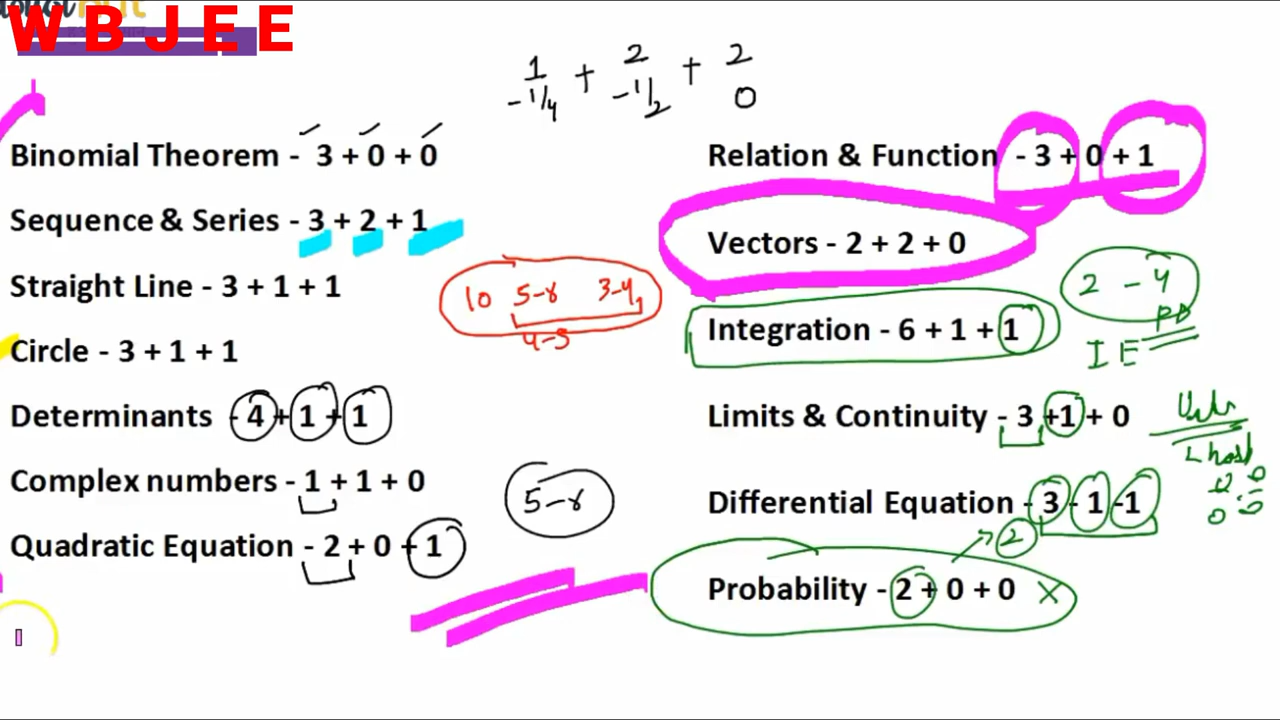 WBJEE
1 + 2 + 2
-1/4 -1/2 0
Binomial Theorem - 3 + 0 + 0
Sequence & Series - 3 + 2 + 1
Straight Line - 3 + 1 + 1
Circle - 3 + 1 + 1
Determinants - 4 + 1 + 1
Complex numbers - 1 + 1 + 0
Quadratic Equation - 2 + 0 + 1
10 5-8 3-4
4-5
5-8
Relation & Function - 3 + 0 + 1
Vectors - 2 + 2 + 0
Integration - 6 + 1 + 1
2 - 4
I E
Limits & Continuity - 3 +1 + 0
L hosp
Differential Equation - 3 - 1 -1
2
Probability - 2 + 0 + 0 X